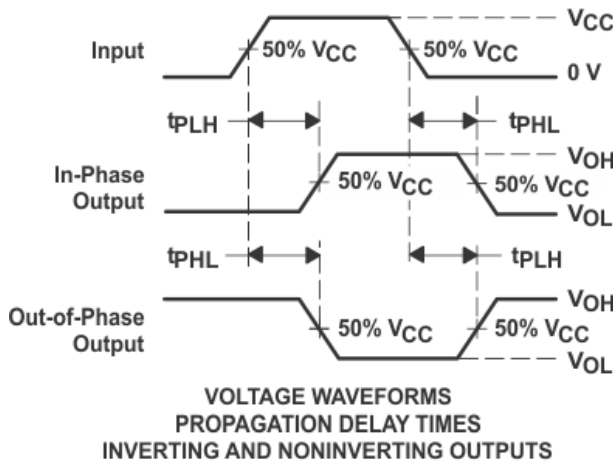 VCC
Input
50% VCC
50% VCC
0 V
tPLH
tPHL
In-Phase
Output
VOH
50% VCC
50% VCC
VOL
tPHL
tPLH
Out-of-Phase
Output
VOH
50% VCC
50% VCC
VOL
VOLTAGE WAVEFORMS
PROPAGATION DELAY TIMES
INVERTING AND NONINVERTING OUTPUTS